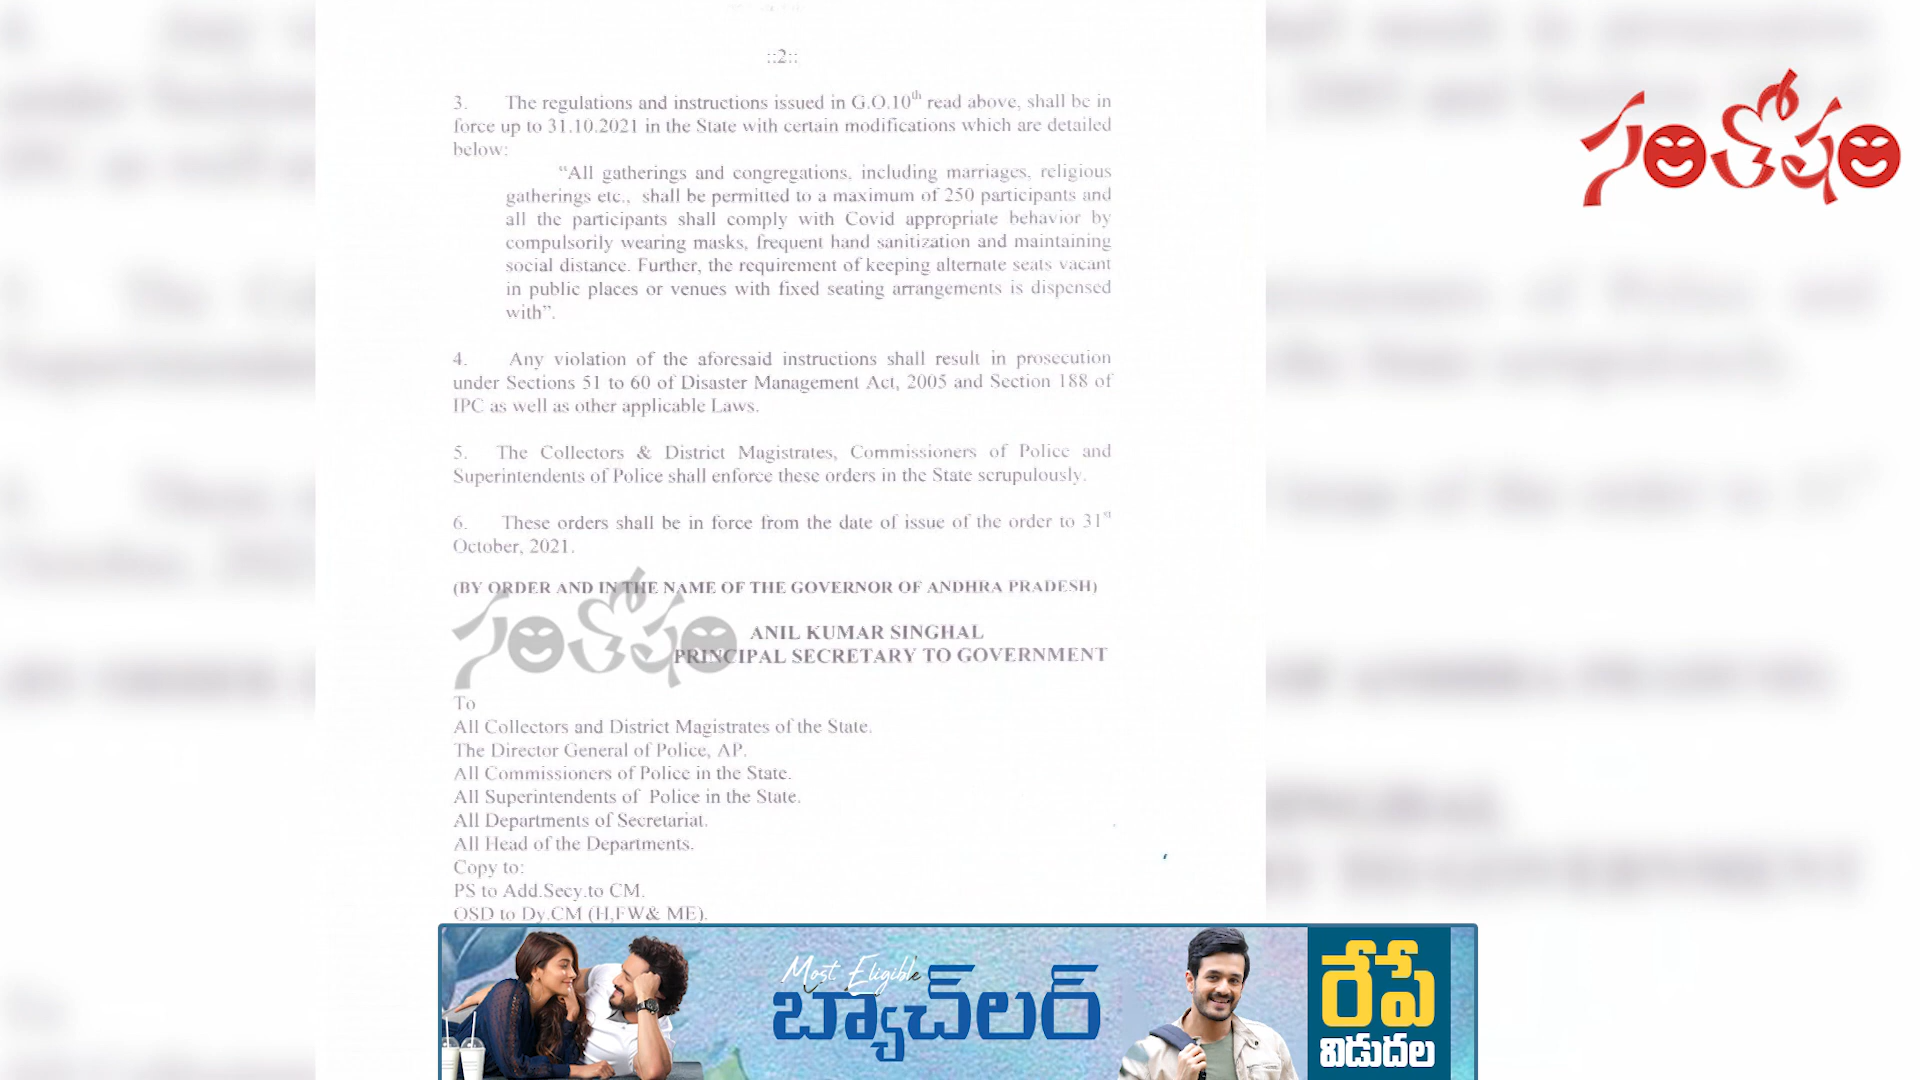 ::2::
3. The regulations and instructions issued in G.O.10th read above, shall be in
force up to 31.10.2021 in the State with certain modifications which are detailed
below:
“All gatherings and congregations, including marriages, religious
gatherings etc., shall be permitted to a maximum of 250 participants and
all the participants shall comply with Covid appropriate behavior by
compulsorily wearing masks, frequent hand sanitization and maintaining
social distance. Further, the requirement of keeping alternate seats vacant
in public places or venues with fixed seating arrangements is dispensed
with”.
4. Any violation of the aforesaid instructions shall result in prosecution
under Sections 51 to 60 of Disaster Management Act, 2005 and Section 188 of
IPC as well as other applicable Laws.
5. The Collectors & District Magistrates, Commissioners of Police and
Superintendents of Police shall enforce these orders in the State scrupulously.
6. These orders shall be in force from the date of issue of the order to 31st
October, 2021.
(BY ORDER AND IN THE NAME OF THE GOVERNOR OF ANDHRA PRADESH)
ANIL KUMAR SINGHAL
PRINCIPAL SECRETARY TO GOVERNMENT
To
All Collectors and District Magistrates of the State.
The Director General of Police, AP.
All Commissioners of Police in the State.
All Superintendents of Police in the State.
All Departments of Secretariat.
All Head of the Departments.
Copy to:
PS to Add.Secy.to CM.
OSD to Dy.CM (H,FW& ME).
సంతోషం
సంతోషం
Most Eligible
బ్యాచ్‌లర్
రేపే
విడుదల